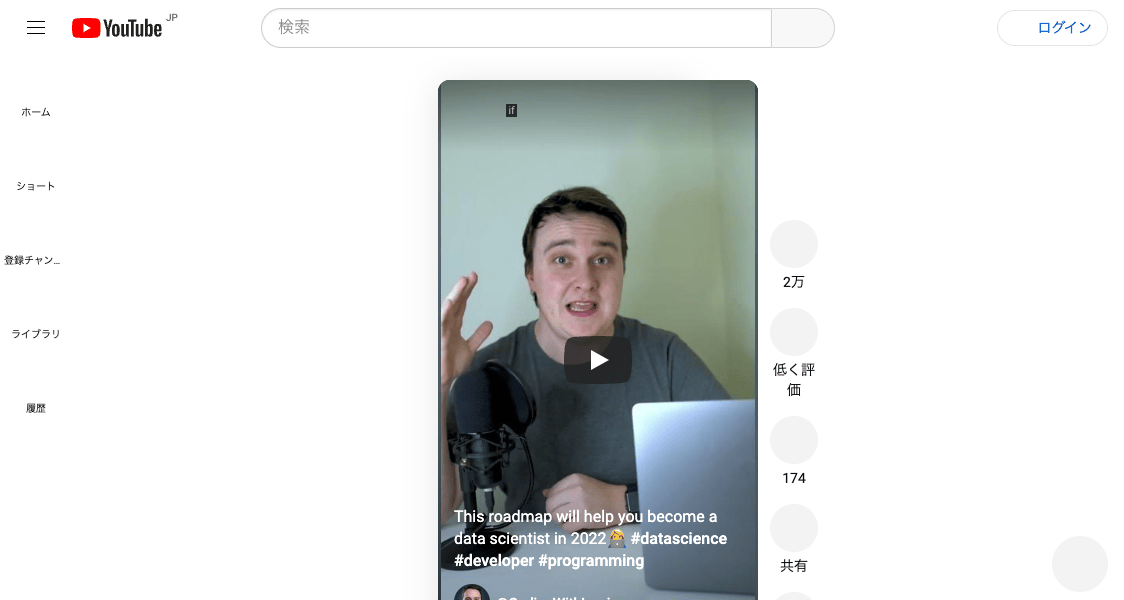 YouTube JP
検索
ログイン
ホーム
ショート
登録チャン...
ライブラリ
履歴
if
2万
低く評
価
174
共有
This roadmap will help you become a
data scientist in 2022👨‍💻 #datascience
#developer #programming